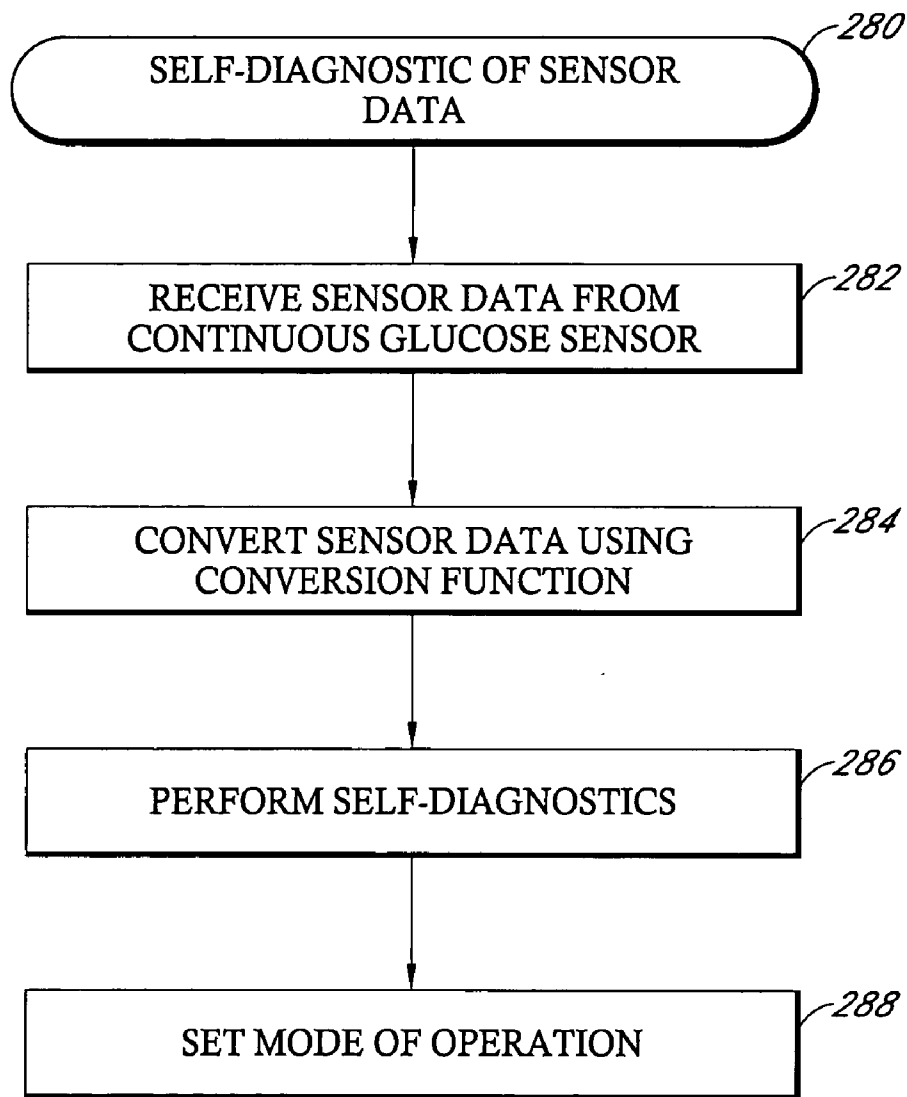 280
SELF-DIAGNOSTIC OF SENSOR
DATA
282
RECEIVE SENSOR DATA FROM
CONTINUOUS GLUCOSE SENSOR
284
CONVERT SENSOR DATA USING
CONVERSION FUNCTION
286
PERFORM SELF-DIAGNOSTICS
288
SET MODE OF OPERATION